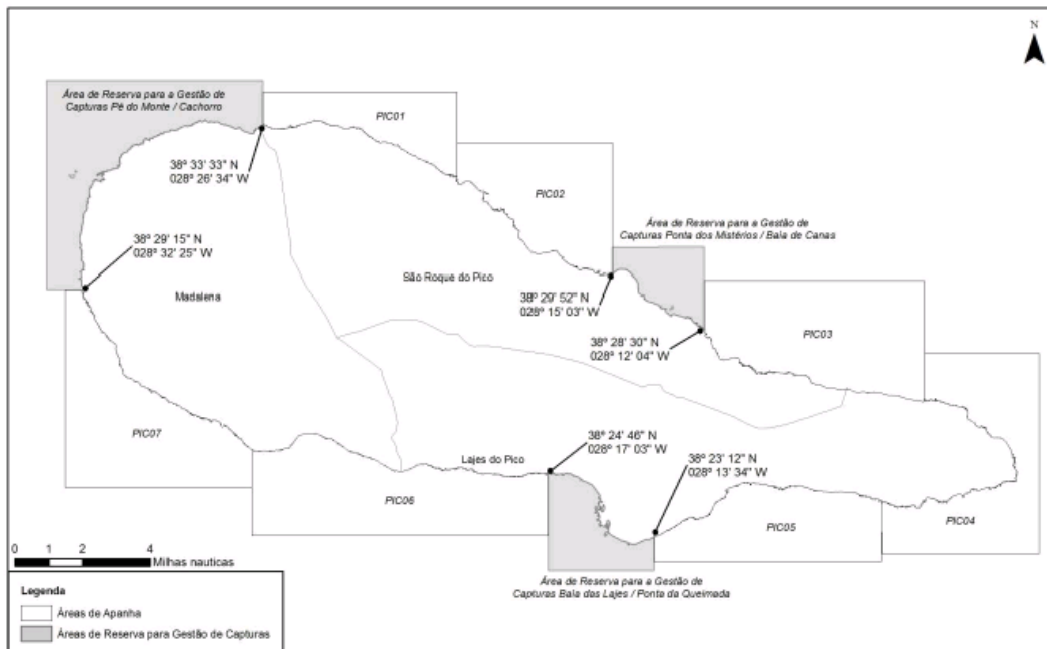 N
Área de Reserva para a Gestão de
Capturas Pé do Monte / Cachorro
PIC01
38º 33' 33" N
028º 26' 34" W
PIC02
Área de Reserva para a Gestão de
Capturas Ponta dos Mistérios / Baía de Canas
38º 29' 15" N
028º 32' 25" W
Madalena
São Roque do Pico
38º 29' 52" N
028º 15' 03" W
38º 28' 30" N
028º 12' 04" W
PIC03
PIC07
Lajes do Pico
38º 24' 46" N
028º 17' 03" W
38º 23' 12" N
028º 13' 34" W
PIC06
PIC05
PIC04
0 1 2 4
Milhas nauticas
Área de Reserva para a Gestão de
Capturas Baía das Lajes / Ponta da Queimada
Legenda
Áreas de Apanha
Áreas de Reserva para Gestão de Capturas